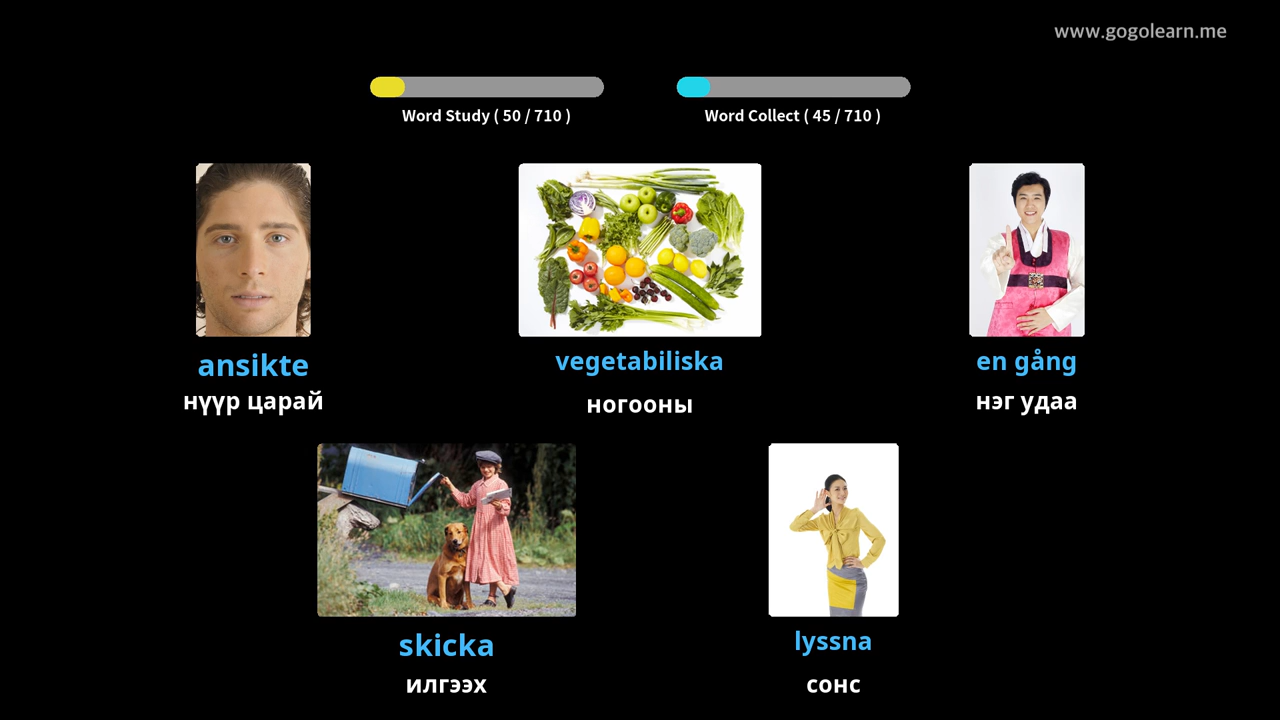 www.gogolearn.me
Word Study ( 50 / 710 )
Word Collect ( 45 / 710 )
ansikte
нүүр царай
vegetabiliska
ногооны
en gång
нэг удаа
skicka
илгээх
lyssna
сонс